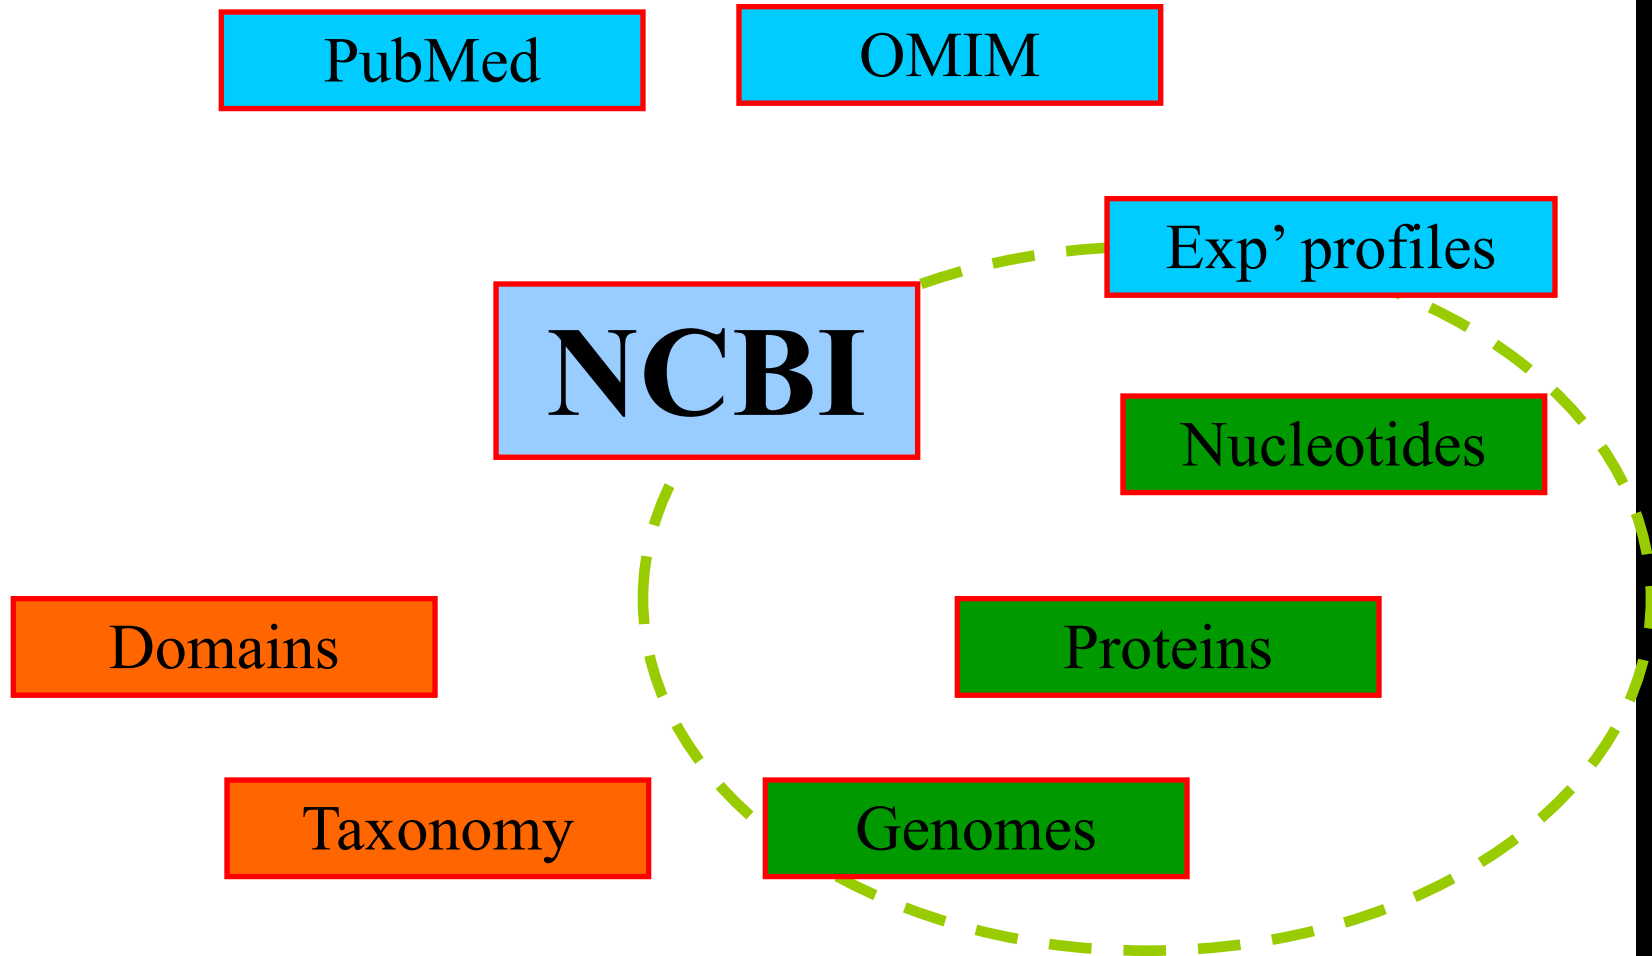 PubMed
OMIM
Exp’ profiles
NCBI
Nucleotides
Domains
Proteins
Taxonomy
Genomes